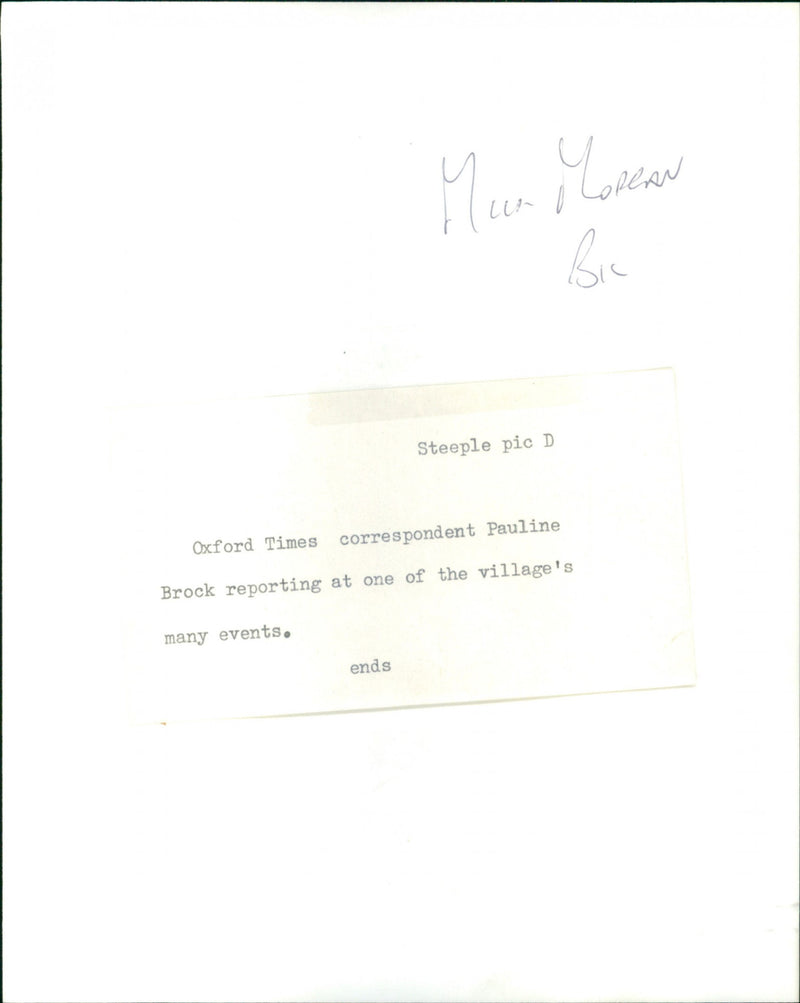 Steeple pic D
Oxford Times correspondent Pauline
Brock reporting at one of the village's
many events.
ends